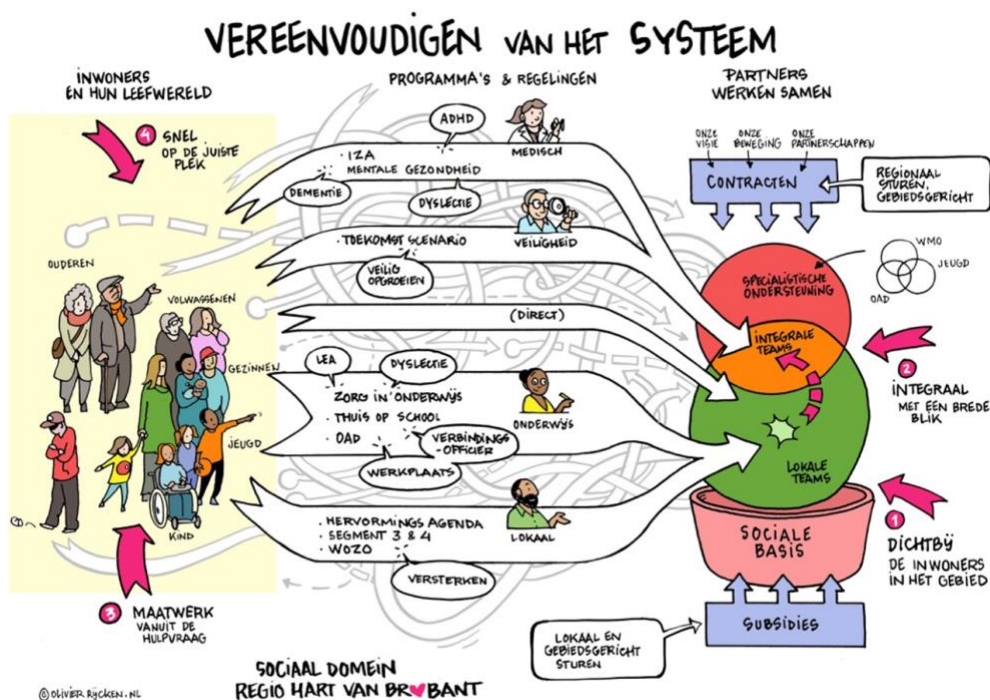 VEREENVOUDIGEN VAN HET SYSTEEM
INWONERS
EN HUN LEEFWERELD
4 SNEL
OP DE JUISTE
PLEK
OUDEREN
VOLWASSENEN
GEZINNEN
JEUGD
KIND
3 MAATWERK
VANUIT DE
HULPVRAAG
PROGRAMMA'S & REGELINGEN
ADHD
MEDISCH
· IZA
MENTALE GEZONDHEID
DEMENTIE
DYSLECTIE
· TOEKOMST SCENARIO
VEILIGHEID
VEILIG
OPGROEIEN
(DIRECT)
LEA
DYSLECTIE
· ZORG IN ONDERWIJS
· THUIS OP SCHOOL
· OAD
ONDERWIJS
VERBINDINGS
-OFFICIER
WERKPLAATS
· HERVORMINGS AGENDA
· SEGMENT 3 & 4
· WOZO
LOKAAL
VERSTERKEN
PARTNERS
WERKEN SAMEN
ONZE
VISIE
ONZE
BEWEGING
ONZE
PARTNERSCHAPPEN
CONTRACTEN
REGIONAAL
STUREN,
GEBIEDSGERICHT
SPECIALISTISCHE
ONDERSTEUNING
WMO
JEUGD
OAD
INTEGRALE
TEAMS
2
INTEGRAAL
MET EEN BREDE
BLIK
LOKALE
TEAMS
SOCIALE
BASIS
1
DICHTBIJ
DE INWONERS
IN HET GEBIED
SUBSIDIES
LOKAAL EN
GEBIEDSGERICHT
STUREN
SOCIAAL DOMEIN
REGIO HART VAN BR♥BANT
© OLIVIER RIJCKEN.NL